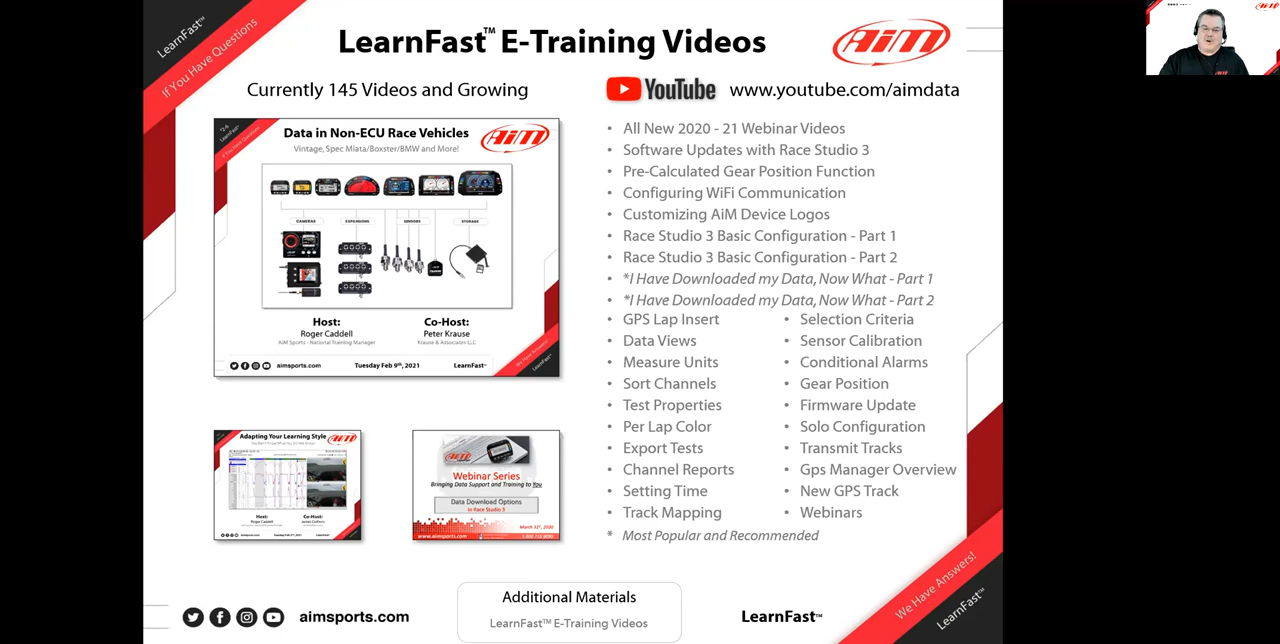 LearnFast™
If You Have Questions
LearnFast™ E-Training Videos
AiM
Currently 145 Videos and Growing
YouTube www.youtube.com/aimdata
Data in Non-ECU Race Vehicles
AiM
Vintage, Spec Miata/Boxster/BMW and More!
CAMERAS
EXPANSIONS
SENSORS
STORAGE
Host:
Roger Caddell
AiM Sports - National Training Manager
Co-Host:
Peter Krause
Krause & Associates LLC
aimsports.com
Tuesday Feb 9th, 2021
LearnFast™
• All New 2020 - 21 Webinar Videos
• Software Updates with Race Studio 3
• Pre-Calculated Gear Position Function
• Configuring WiFi Communication
• Customizing AiM Device Logos
• Race Studio 3 Basic Configuration - Part 1
• Race Studio 3 Basic Configuration - Part 2
• *I Have Downloaded my Data, Now What - Part 1
• *I Have Downloaded my Data, Now What - Part 2
• GPS Lap Insert
• Data Views
• Measure Units
• Sort Channels
• Test Properties
• Per Lap Color
• Export Tests
• Channel Reports
• Setting Time
• Track Mapping
• Selection Criteria
• Sensor Calibration
• Conditional Alarms
• Gear Position
• Firmware Update
• Solo Configuration
• Transmit Tracks
• Gps Manager Overview
• New GPS Track
• Webinars
* Most Popular and Recommended
Adapting Your Learning Style
AiM
Host:
Roger Caddell
Co-Host:
AiM
Webinar Series
Bringing Data Support and Training to You
Data Download Options
in Race Studio 3
March 31st, 2020
www.aimsports.com
aimsports.com
Additional Materials
LearnFast™ E-Training Videos
LearnFast™
We Have Answers!
LearnFast™